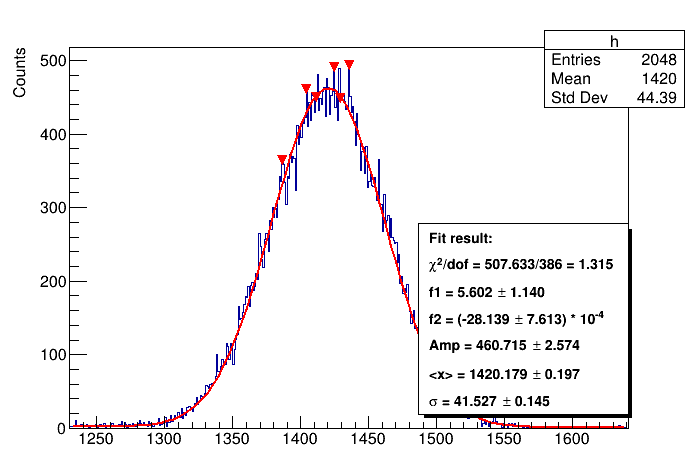 h
Entries 2048
Mean 1420
Std Dev 44.39
Counts
500
400
300
200
100
0
Fit result:
χ²/dof = 507.633/386 = 1.315
f1 = 5.602 ± 1.140
f2 = (-28.139 ± 7.613) * 10⁻⁴
Amp = 460.715 ± 2.574
<x> = 1420.179 ± 0.197
σ = 41.527 ± 0.145
1250 1300 1350 1400 1450 1500 1550 1600